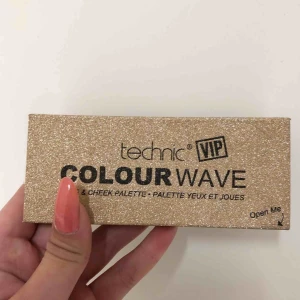 technic® VIP
COLOUR WAVE
& CHEEK PALETTE • PALETTE YEUX ET JOUES
Open Me